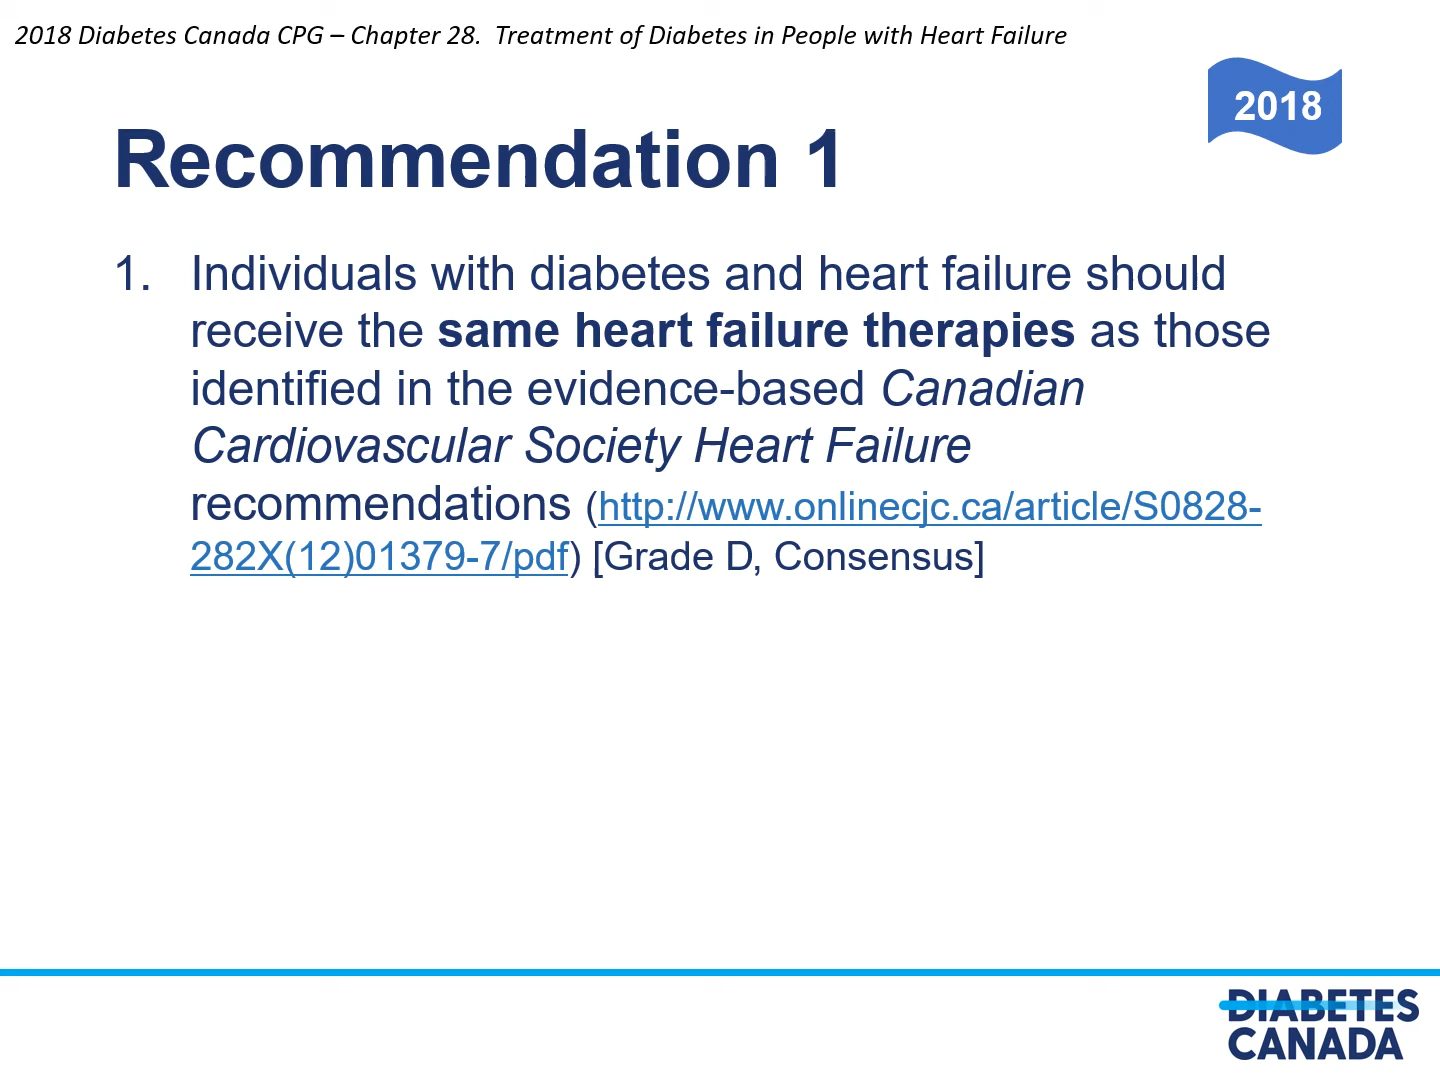 2018 Diabetes Canada CPG – Chapter 28.  Treatment of Diabetes in People with Heart Failure
2018
Recommendation 1
1. Individuals with diabetes and heart failure should
receive the same heart failure therapies as those
identified in the evidence-based Canadian
Cardiovascular Society Heart Failure
recommendations (http://www.onlinecjc.ca/article/S0828-
282X(12)01379-7/pdf) [Grade D, Consensus]
DIABETES
CANADA